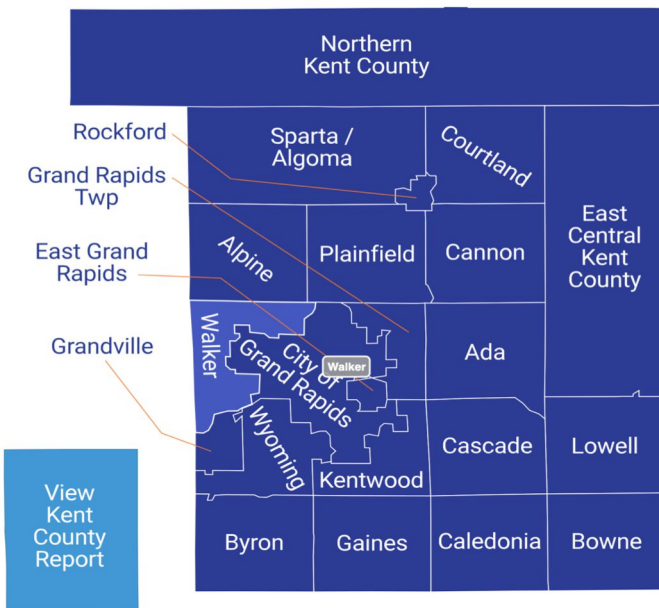 Northern
Kent County
Rockford
Sparta /
Algoma
Courtland
Grand Rapids
Twp
East
Central
Kent
County
East Grand
Rapids
Alpine
Plainfield
Cannon
Grandville
Walker
City of
Grand Rapids
Walker
Ada
Wyoming
Kentwood
Cascade
Lowell
View
Kent
County
Report
Byron
Gaines
Caledonia
Bowne